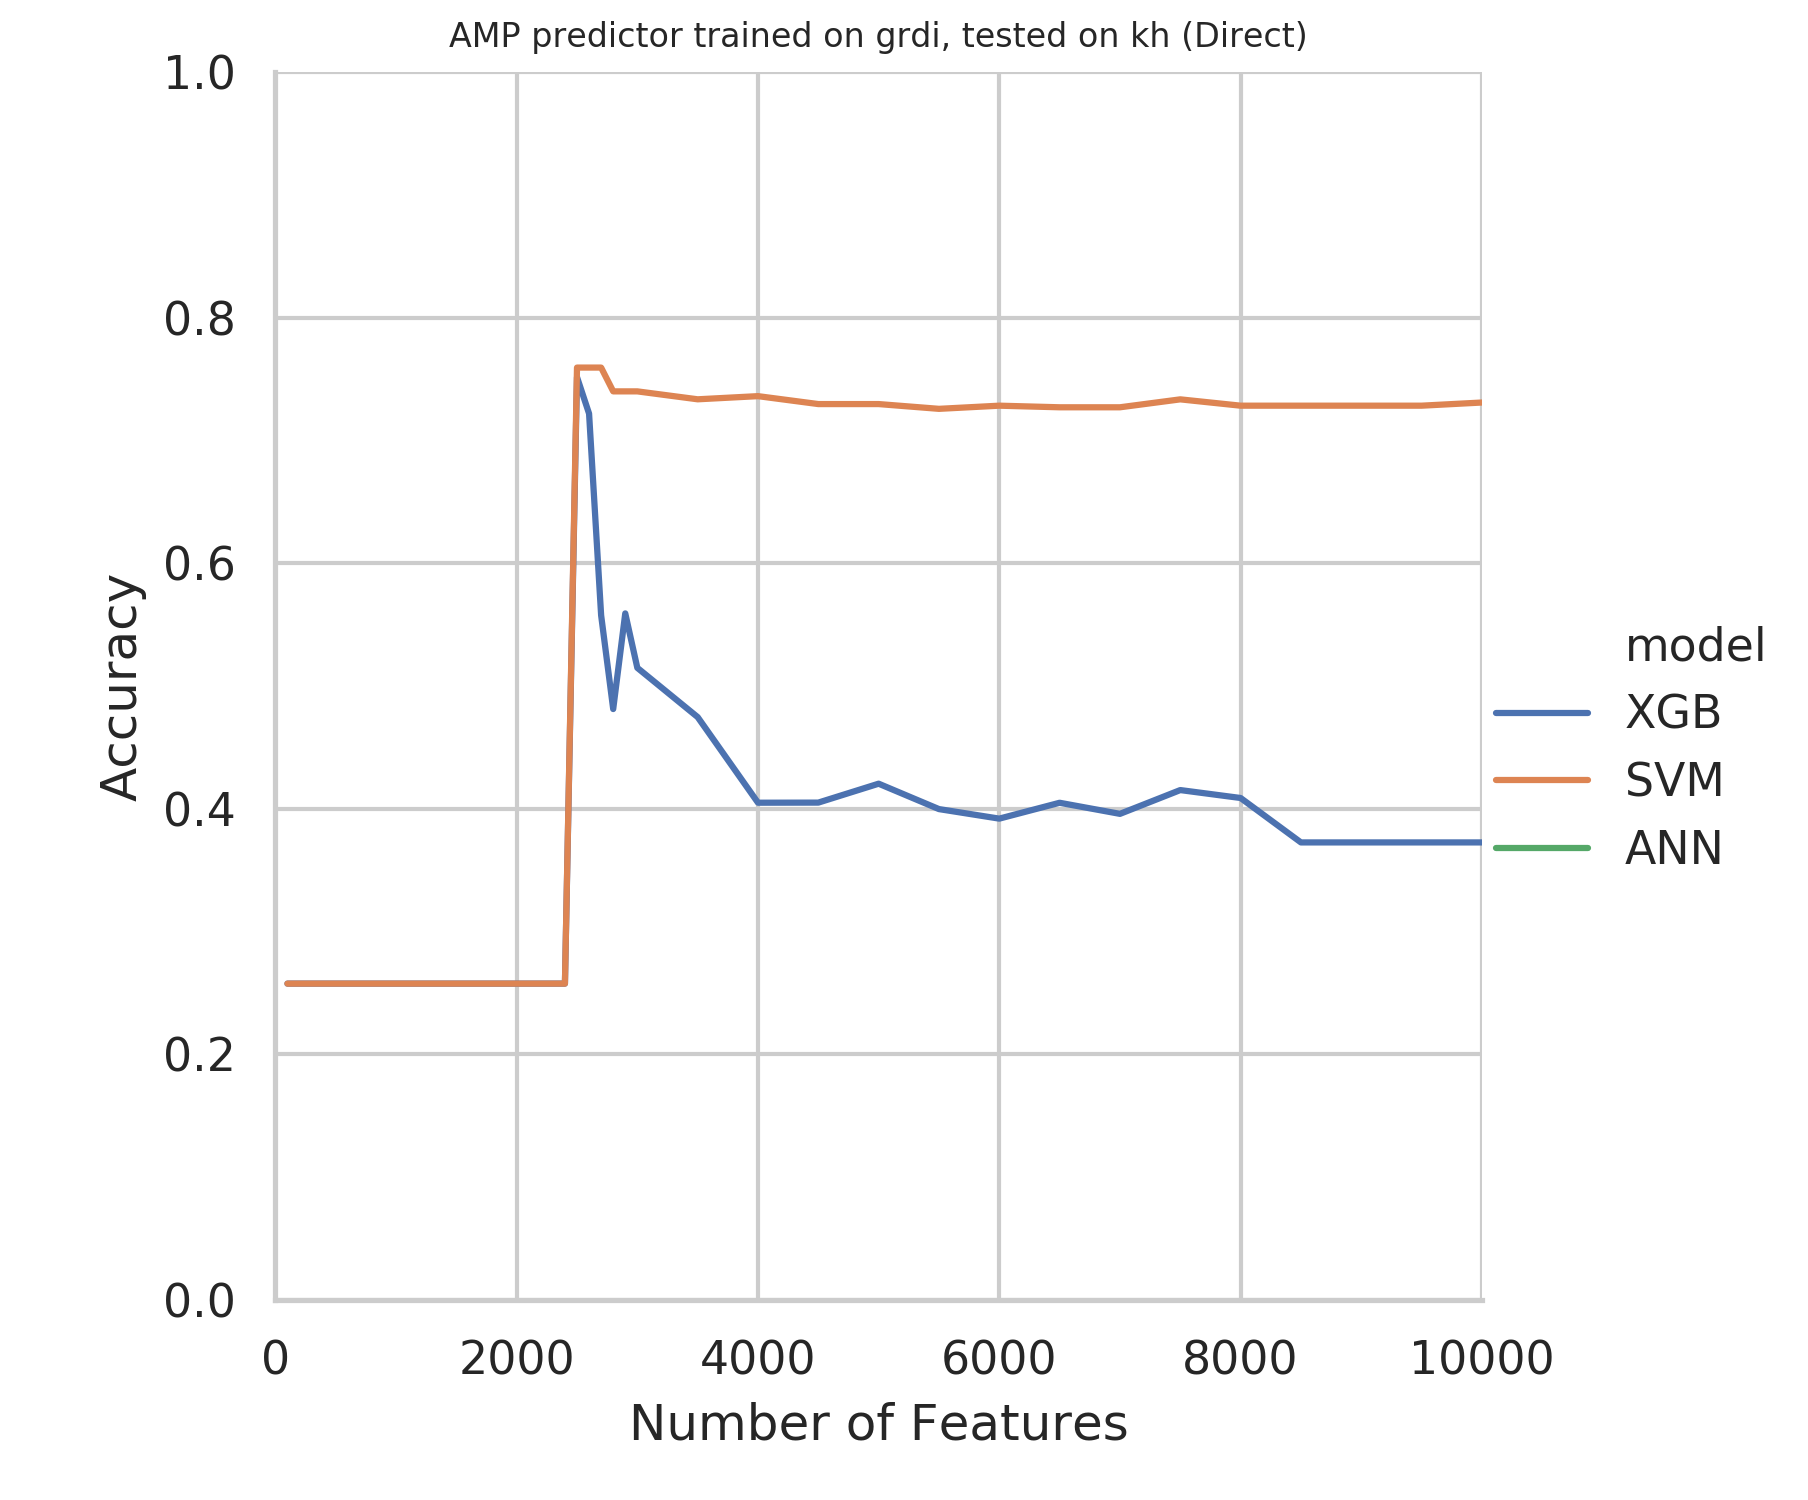 AMP predictor trained on grdi, tested on kh (Direct)
1.0
0.8
0.6
0.4
0.2
0.0
Accuracy
0 2000 4000 6000 8000 10000
Number of Features
model
XGB
SVM
ANN